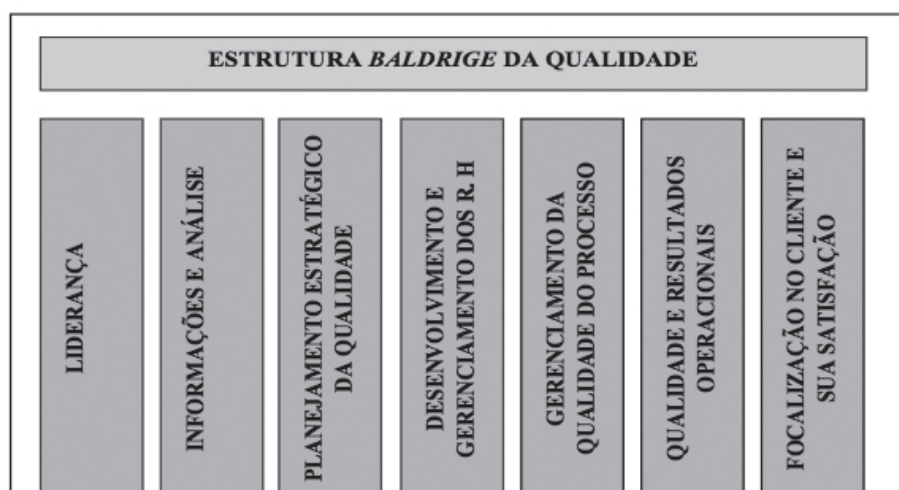 ESTRUTURA BALDRIGE DA QUALIDADE
LIDERANÇA
INFORMAÇÕES E ANÁLISE
PLANEJAMENTO ESTRATÉGICO
DA QUALIDADE
DESENVOLVIMENTO E
GERENCIAMENTO DOS R. H
GERENCIAMENTO DA
QUALIDADE DO PROCESSO
QUALIDADE E RESULTADOS
OPERACIONAIS
FOCALIZAÇÃO NO CLIENTE E
SUA SATISFAÇÃO